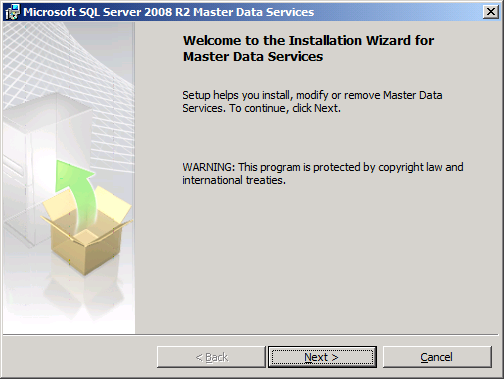 Microsoft SQL Server 2008 R2 Master Data Services
Welcome to the Installation Wizard for
Master Data Services
Setup helps you install, modify or remove Master Data
Services. To continue, click Next.
WARNING: This program is protected by copyright law and
international treaties.
< Back
Next >
Cancel